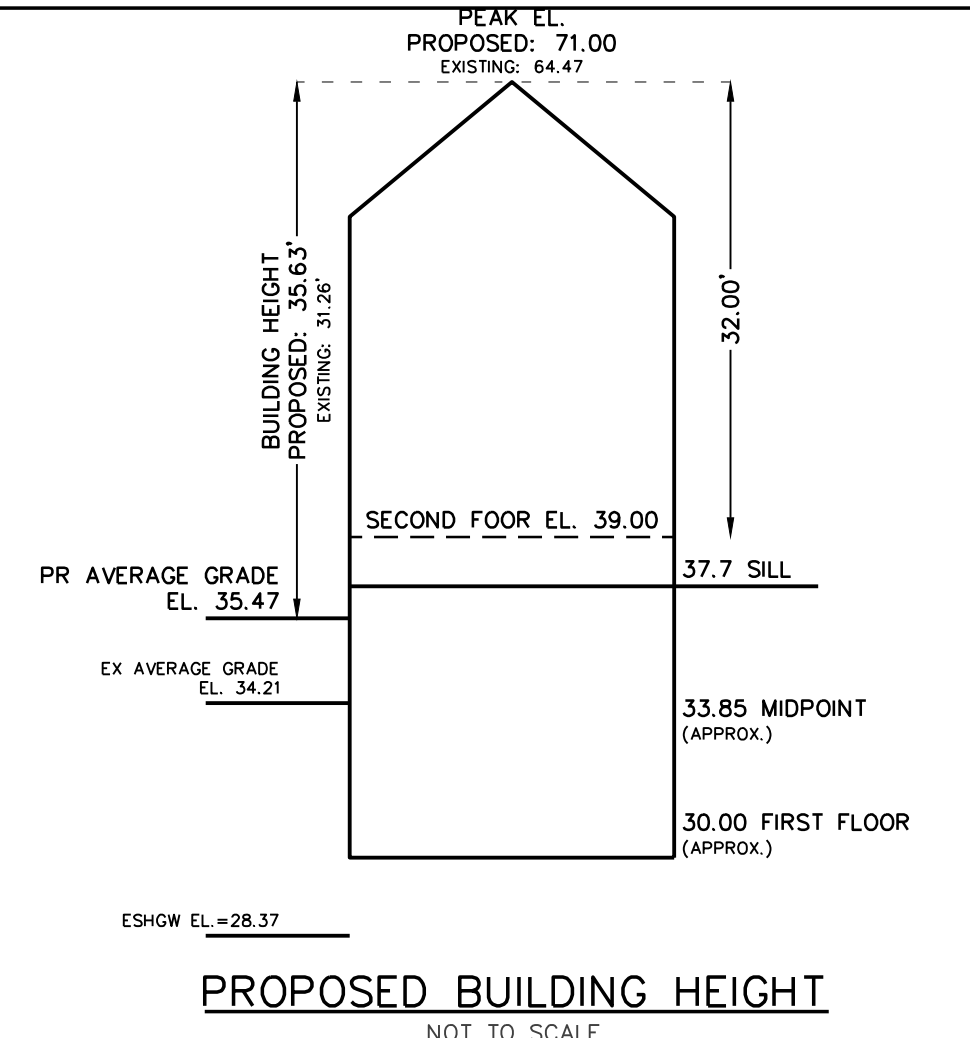 PEAK EL.
PROPOSED: 71.00
EXISTING: 64.47
BUILDING HEIGHT
PROPOSED: 35.63'
EXISTING: 31.26'
32.00'
SECOND FOOR EL. 39.00
37.7 SILL
PR AVERAGE GRADE
EL. 35.47
EX AVERAGE GRADE
EL. 34.21
33.85 MIDPOINT
(APPROX.)
30.00 FIRST FLOOR
(APPROX.)
ESHGW EL.=28.37
PROPOSED BUILDING HEIGHT
NOT TO SCALE